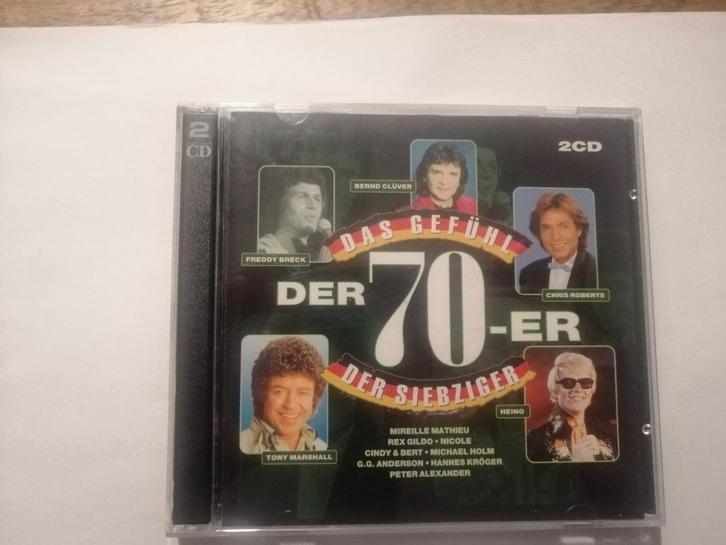 2
CD
2CD
BERND CLÜVER
FREDDY BRECK
DAS GEFÜHL
CHRIS ROBERTS
DER 70-ER
DER SIEBZIGER
TONY MARSHALL
HEINO
MIREILLE MATHIEU
REX GILDO • NICOLE
CINDY & BERT • MICHAEL HOLM
G.G. ANDERSON • HANNES KRÖGER
PETER ALEXANDER